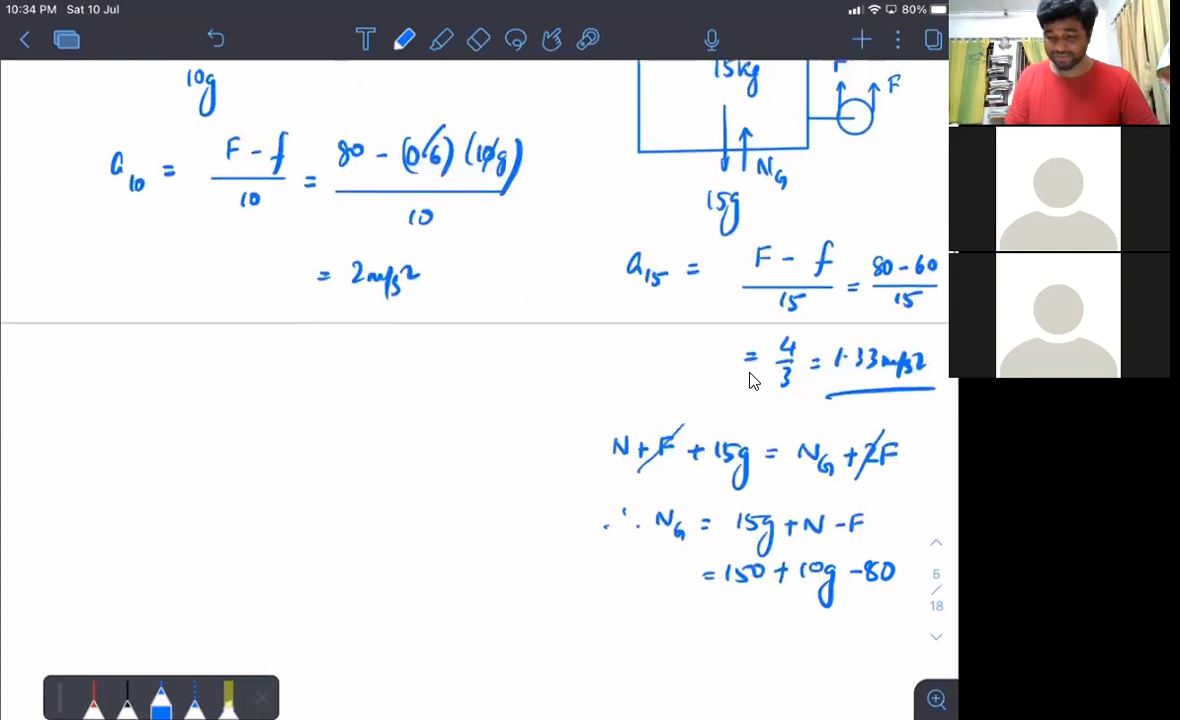 10:34 PM Sat 10 Jul
80%
10g
a10 = F - f / 10 = 80 - (0.6) (10g) / 10
= 2 m/s2
15kg
F
F
NG
15g
a15 = F - f / 15 = 80 - 60 / 15
= 4/3 = 1.33 m/s2
N + F + 15g = NG + 2F
∴ NG = 15g + N - F
= 150 + 10g - 80
5
/
18